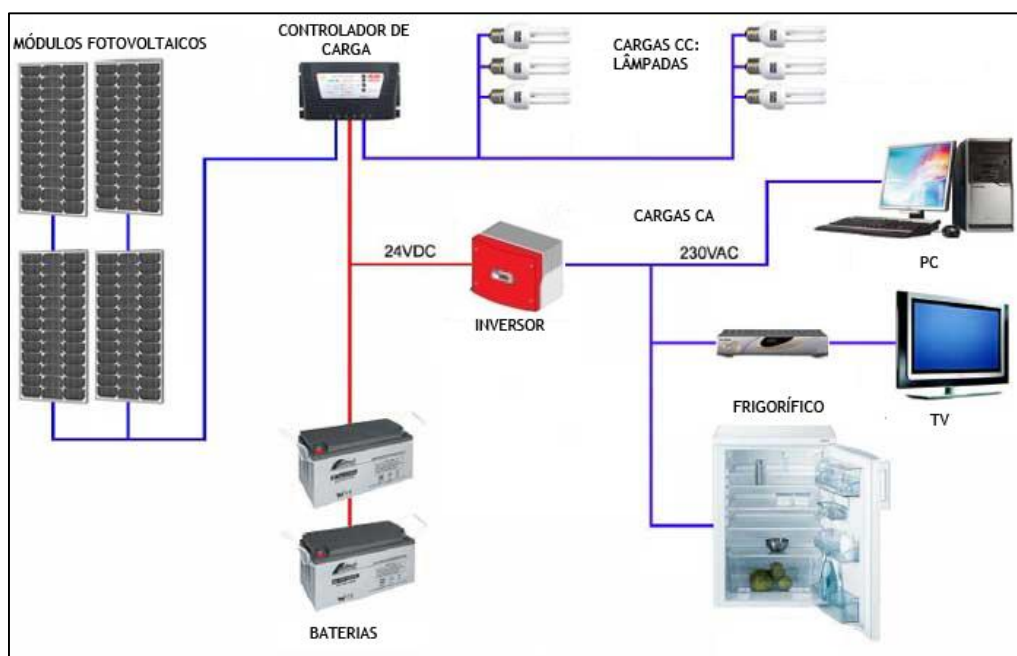 MÓDULOS FOTOVOLTAICOS
CONTROLADOR DE
CARGA
CARGAS CC:
LÂMPADAS
CARGAS CA
24VDC
230VAC
PC
INVERSOR
FRIGORÍFICO
TV
BATERIAS